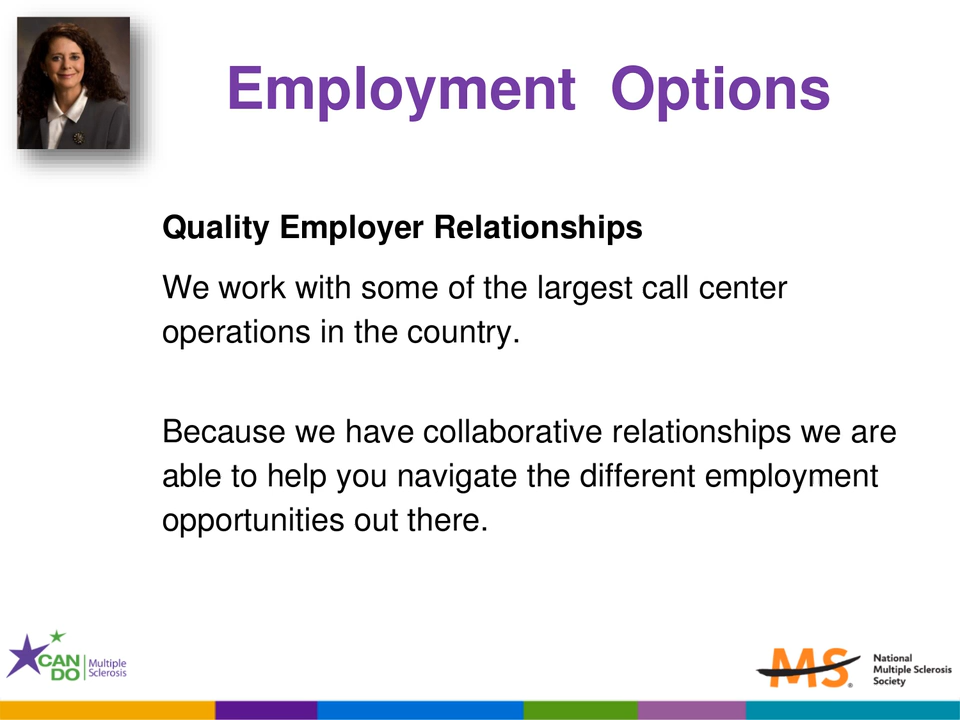 Employment Options
Quality Employer Relationships
We work with some of the largest call center
operations in the country.
Because we have collaborative relationships we are
able to help you navigate the different employment
opportunities out there.
CAN DO
Multiple
Sclerosis
MS®
National
Multiple Sclerosis
Society